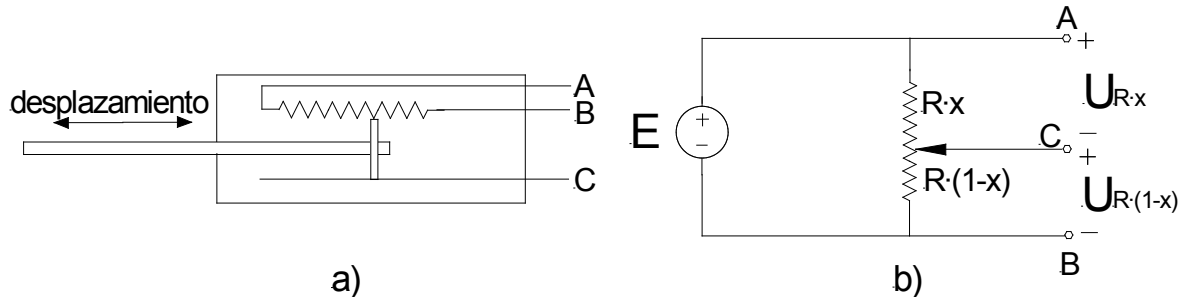 desplazamiento
A
B
C
a)
E
+
−
R·x
R·(1-x)
A
+
U R·x
−
C
+
U R·(1-x)
−
B
b)